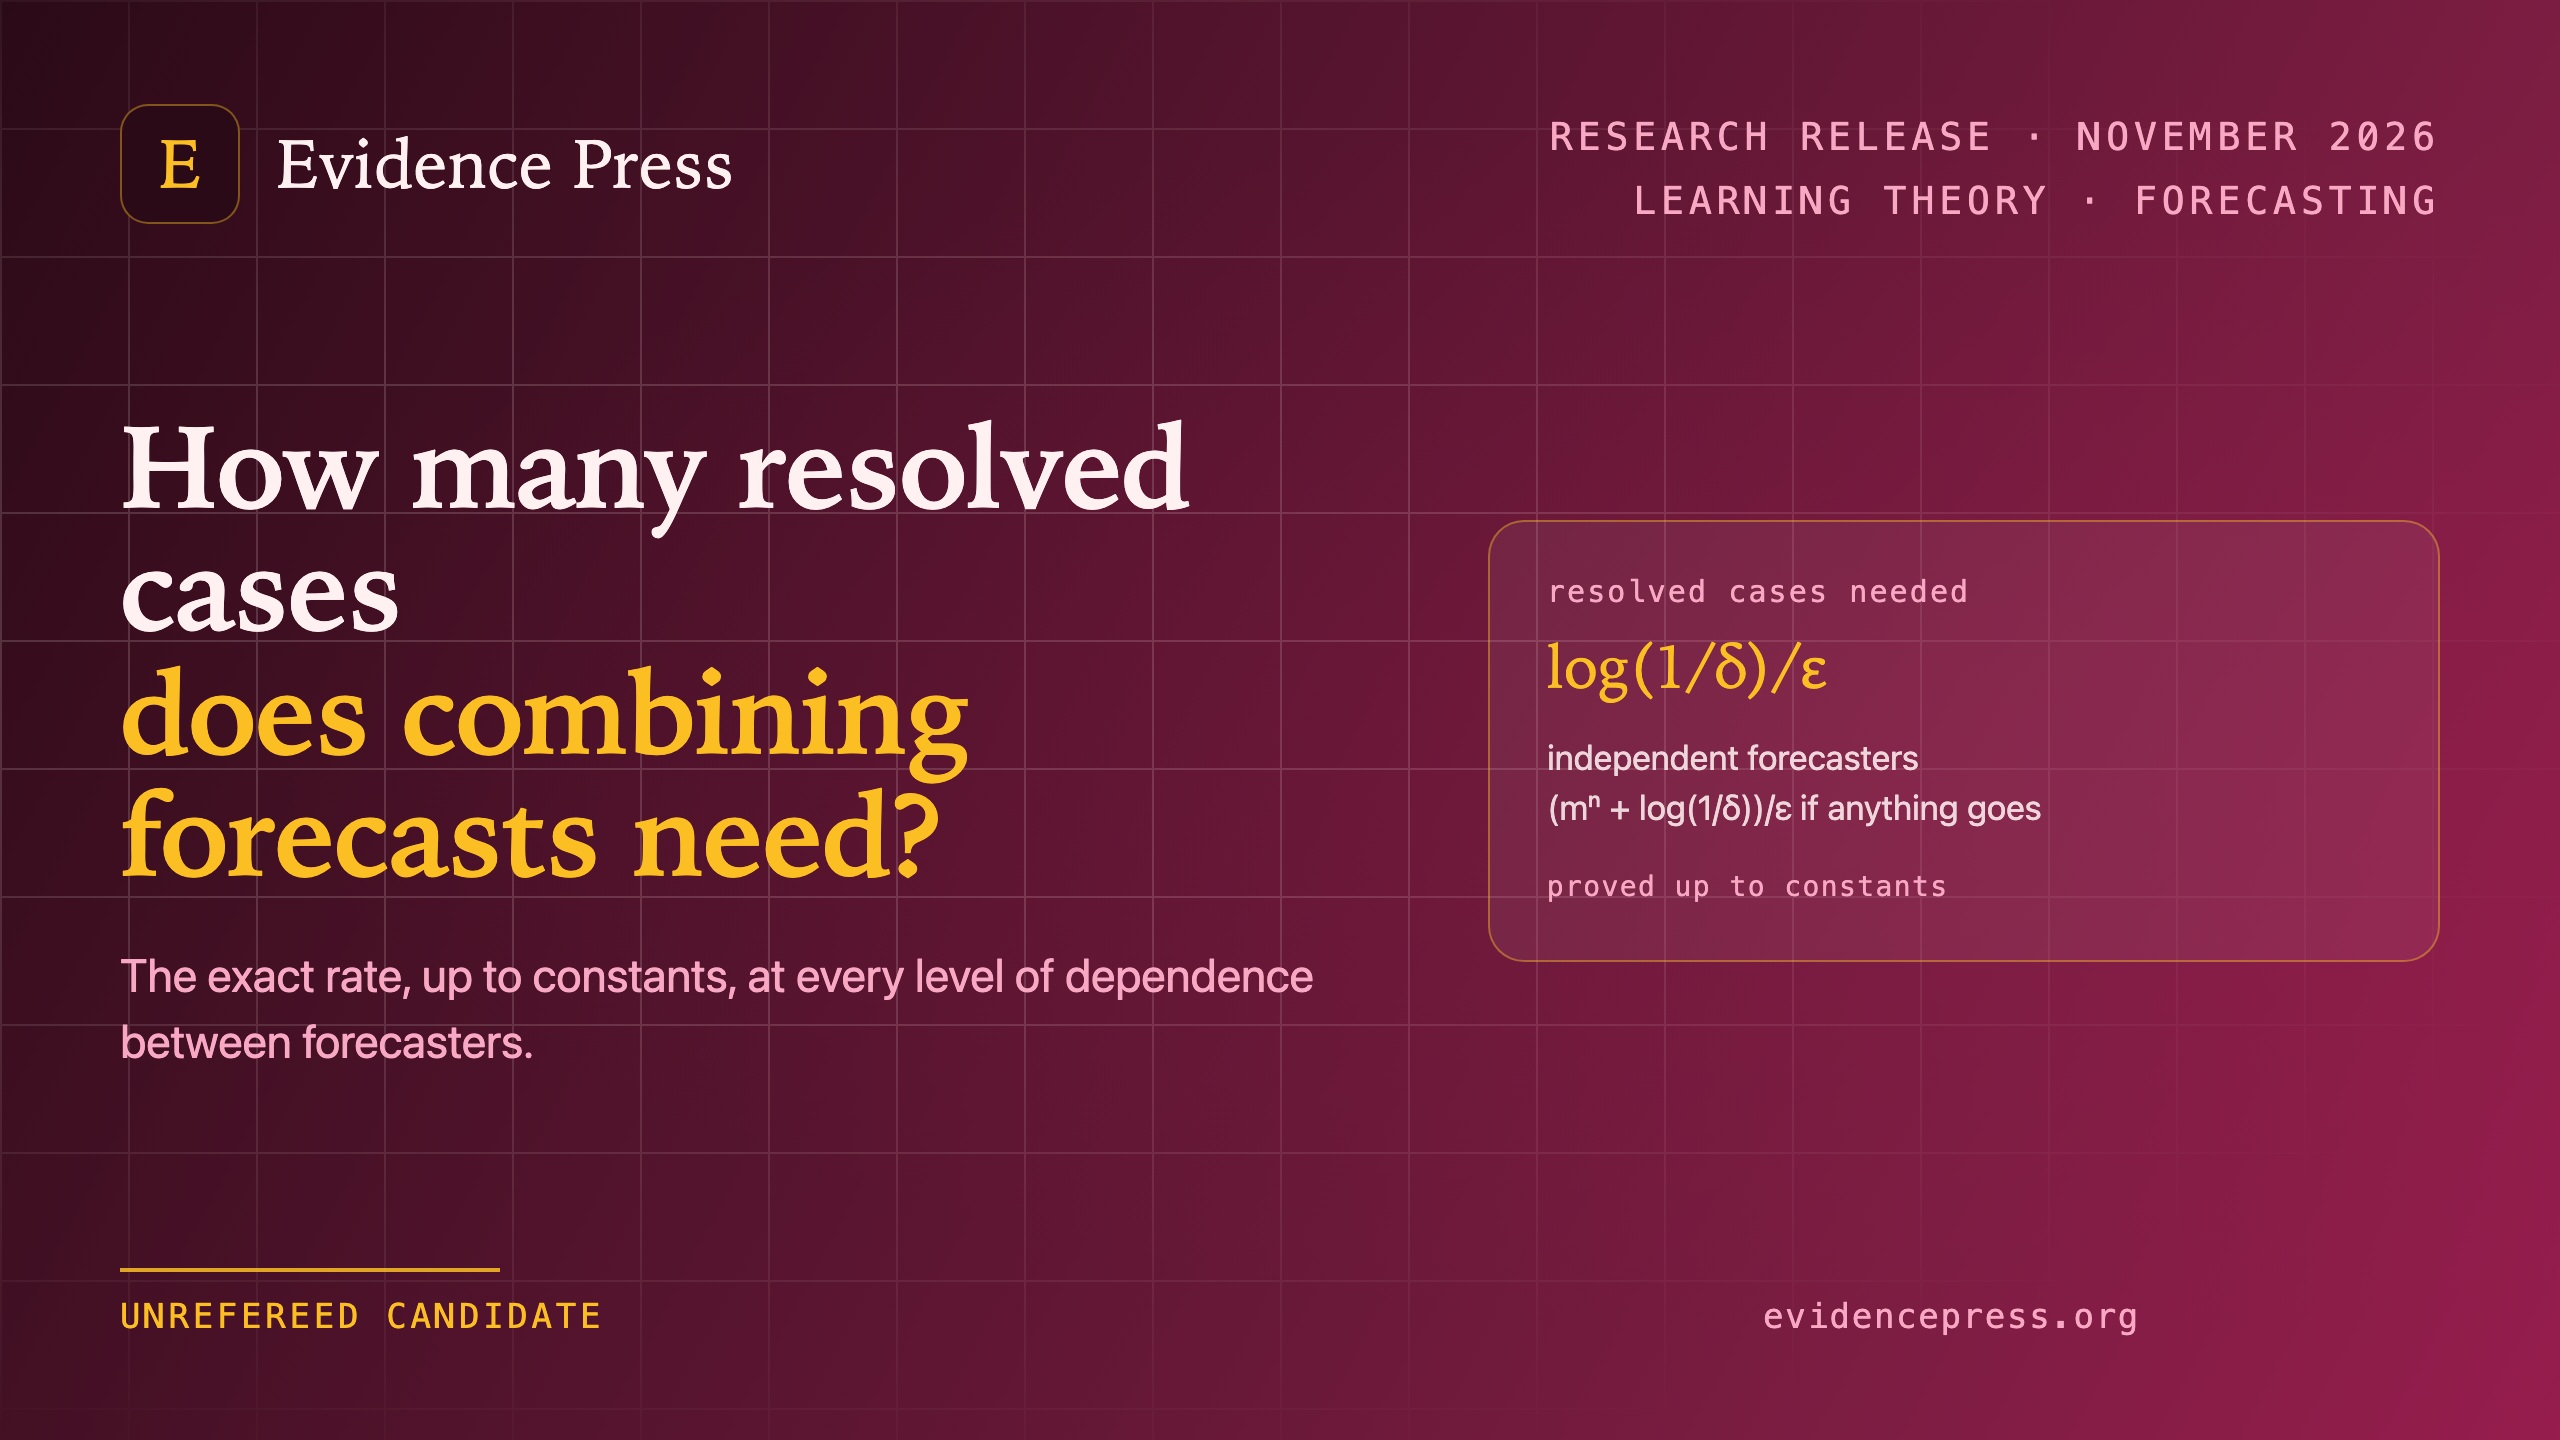 E
Evidence Press
RESEARCH RELEASE · NOVEMBER 2026
LEARNING THEORY · FORECASTING
How many resolved
cases
does combining
forecasts need?
The exact rate, up to constants, at every level of dependence
between forecasters.
resolved cases needed
log(1/δ)/ε
independent forecasters
(mⁿ + log(1/δ))/ε if anything goes
proved up to constants
UNREFEREED CANDIDATE
evidencepress.org